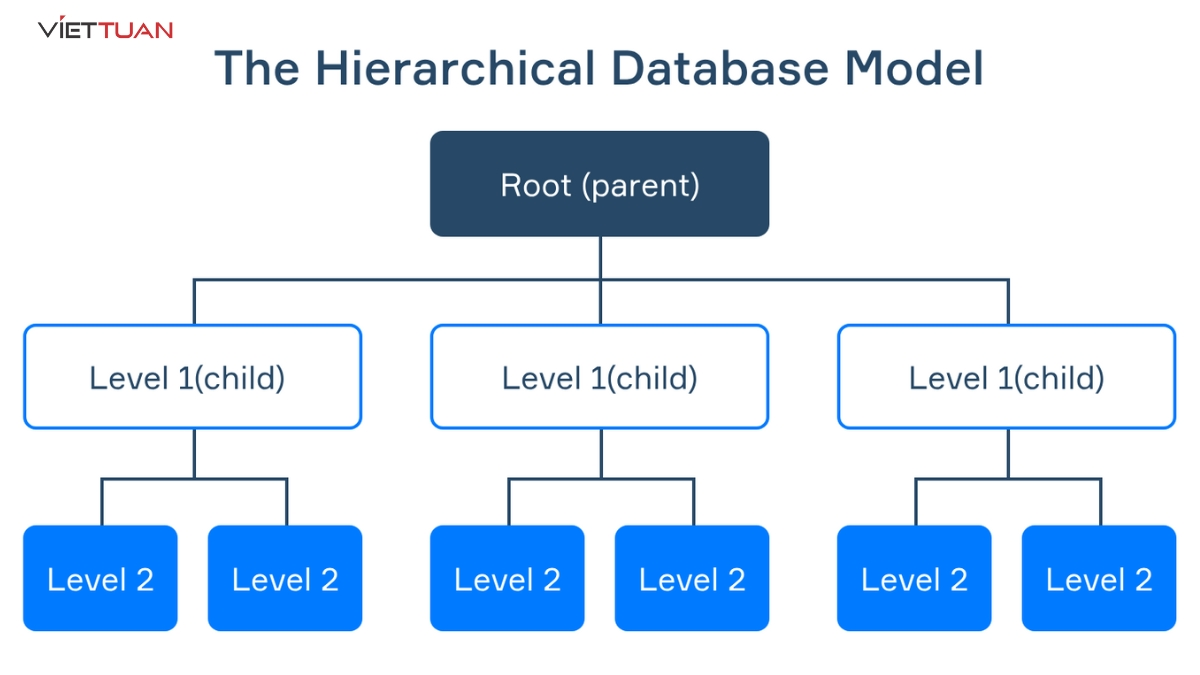 VIETTUAN
The Hierarchical Database Model
Root (parent)
Level 1(child)
Level 1(child)
Level 1(child)
Level 2
Level 2
Level 2
Level 2
Level 2
Level 2